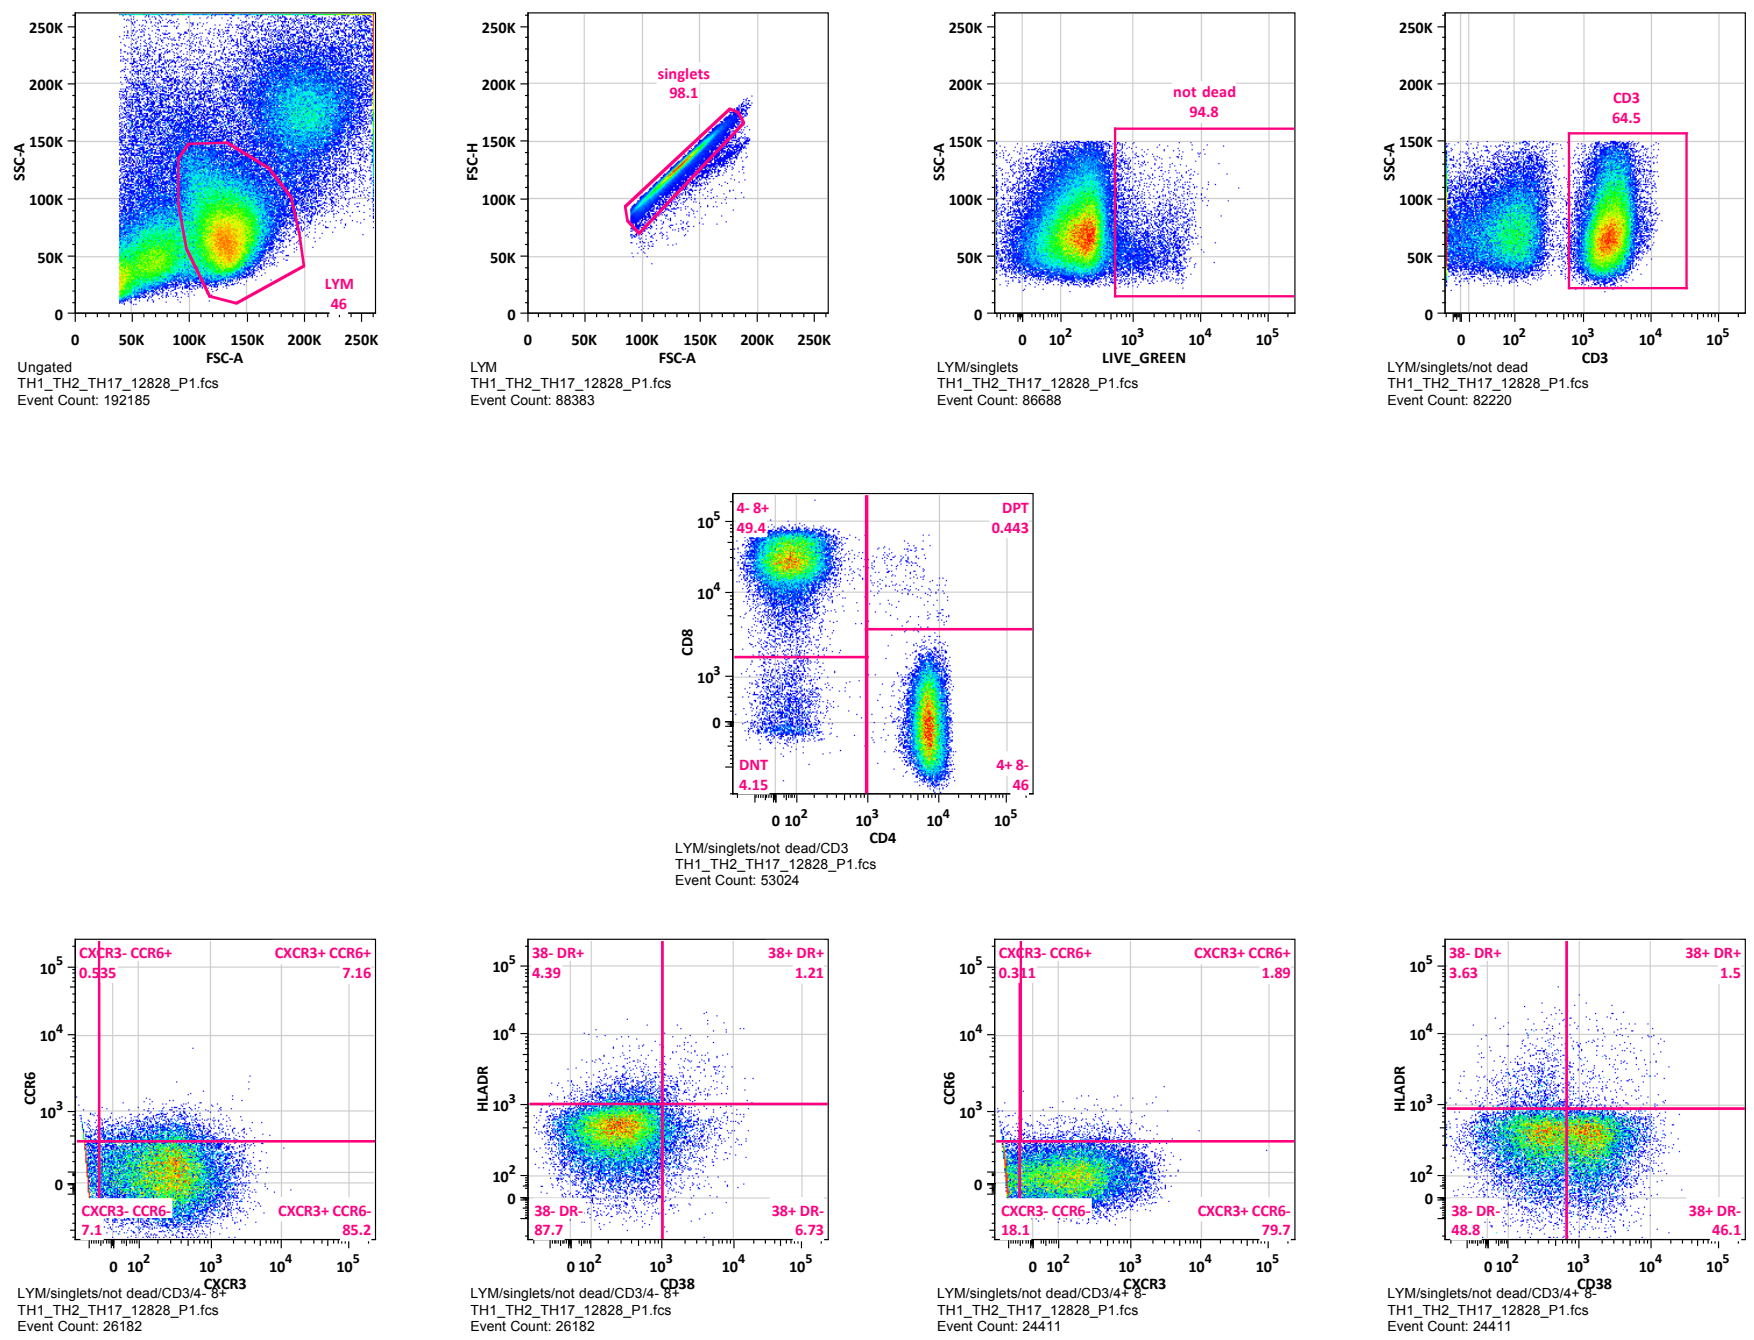 250K
200K
150K
100K
50K
0
SSC-A
LYM
46
0 50K 100K 150K 200K 250K
FSC-A
Ungated
TH1_TH2_TH17_12828_P1.fcs
Event Count: 192185
250K
200K
150K
100K
50K
0
FSC-H
singlets
98.1
0 50K 100K 150K 200K 250K
FSC-A
LYM
TH1_TH2_TH17_12828_P1.fcs
Event Count: 88383
250K
200K
150K
100K
50K
0
SSC-A
not dead
94.8
0 10^2 10^3 10^4 10^5
LIVE_GREEN
LYM/singlets
TH1_TH2_TH17_12828_P1.fcs
Event Count: 86688
250K
200K
150K
100K
50K
0
SSC-A
CD3
64.5
0 10^2 10^3 10^4 10^5
CD3
LYM/singlets/not dead
TH1_TH2_TH17_12828_P1.fcs
Event Count: 82220
4- 8+
49.4
DPT
0.443
10^5
10^4
10^3
0
CD8
DNT
4.15
4+ 8-
46
0 10^2 10^3 10^4 10^5
CD4
LYM/singlets/not dead/CD3
TH1_TH2_TH17_12828_P1.fcs
Event Count: 53024
CXCR3- CCR6+
0.535
CXCR3+ CCR6+
7.16
10^5
10^4
10^3
0
CCR6
CXCR3- CCR6-
7.1
CXCR3+ CCR6-
85.2
0 10^2 10^3 10^4 10^5
CXCR3
LYM/singlets/not dead/CD3/4- 8+
TH1_TH2_TH17_12828_P1.fcs
Event Count: 26182
38- DR+
4.39
38+ DR+
1.21
10^5
10^4
10^3
10^2
0
HLADR
38- DR-
87.7
38+ DR-
6.73
0 10^2 10^3 10^4 10^5
CD38
LYM/singlets/not dead/CD3/4- 8+
TH1_TH2_TH17_12828_P1.fcs
Event Count: 26182
CXCR3- CCR6+
0.311
CXCR3+ CCR6+
1.89
10^5
10^4
10^3
0
CCR6
CXCR3- CCR6-
18.1
CXCR3+ CCR6-
79.7
0 10^2 10^3 10^4 10^5
CXCR3
LYM/singlets/not dead/CD3/4+ 8-
TH1_TH2_TH17_12828_P1.fcs
Event Count: 24411
38- DR+
3.63
38+ DR+
1.5
10^5
10^4
10^3
10^2
0
HLADR
38- DR-
48.8
38+ DR-
46.1
0 10^2 10^3 10^4 10^5
CD38
LYM/singlets/not dead/CD3/4+ 8-
TH1_TH2_TH17_12828_P1.fcs
Event Count: 24411